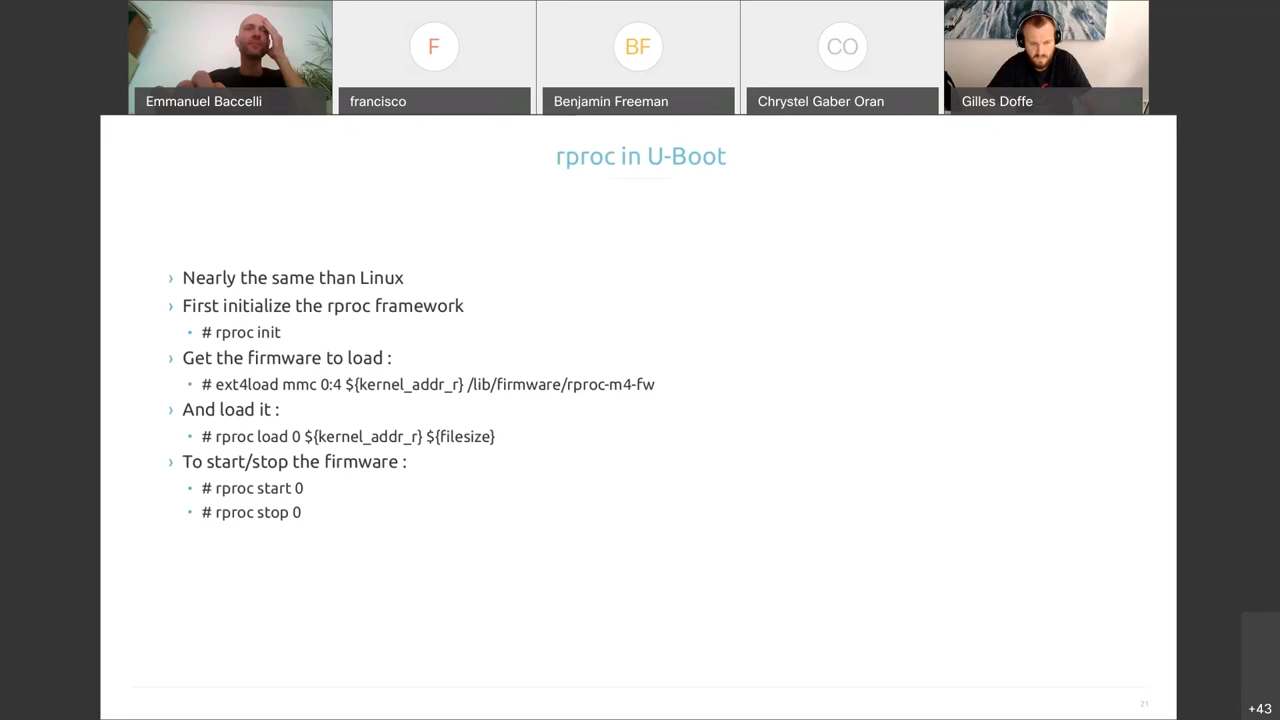 F
BF
CO
Emmanuel Baccelli
francisco
Benjamin Freeman
Chrystel Gaber Oran
Gilles Doffe
rproc in U-Boot
› Nearly the same than Linux
› First initialize the rproc framework
• # rproc init
› Get the firmware to load :
• # ext4load mmc 0:4 ${kernel_addr_r} /lib/firmware/rproc-m4-fw
› And load it :
• # rproc load 0 ${kernel_addr_r} ${filesize}
› To start/stop the firmware :
• # rproc start 0
• # rproc stop 0
21
+43